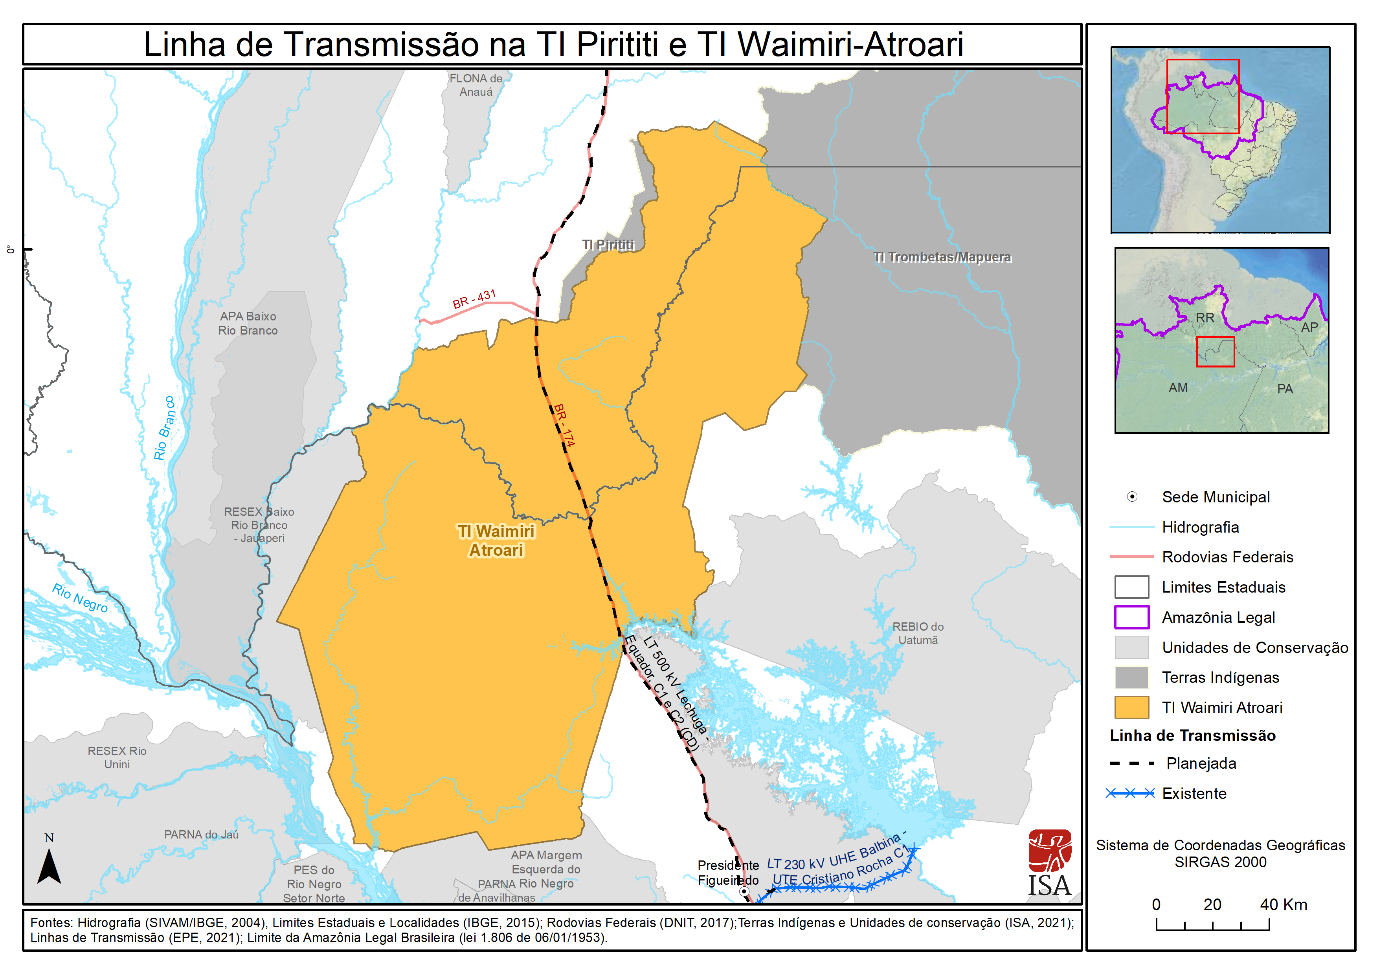 Linha de Transmissão na TI Pirititi e TI Waimiri-Atroari
FLONA de
Anauá
TI Pirititi
TI Trombetas/Mapuera
0°
BR - 431
APA Baixo
Rio Branco
Rio Branco
BR - 174
RESEX Baixo
Rio Branco
- Jauaperi
TI Waimiri
Atroari
Rio Negro
REBIO do
Uatumã
LT 500 kV Lechuga -
Equador, C1 e C2 (CD)
RESEX Rio
Unini
PARNA do Jaú
N
PES do
Rio Negro
Setor Norte
APA Margem
Esquerda do
Rio Negro
PARNA
de Anavilhanas
Presidente
Figueiredo
LT 230 kV UHE Balbina -
UTE Cristiano Rocha C1
ISA
RR
AP
AM
PA
Sede Municipal
Hidrografia
Rodovias Federais
Limites Estaduais
Amazônia Legal
Unidades de Conservação
Terras Indígenas
TI Waimiri Atroari
Linha de Transmissão
Planejada
Existente
Sistema de Coordenadas Geográficas
SIRGAS 2000
0 20 40 Km
Fontes: Hidrografia (SIVAM/IBGE, 2004), Limites Estaduais e Localidades (IBGE, 2015); Rodovias Federais (DNIT, 2017);Terras Indígenas e Unidades de conservação (ISA, 2021);
Linhas de Transmissão (EPE, 2021); Limite da Amazônia Legal Brasileira (lei 1.806 de 06/01/1953).